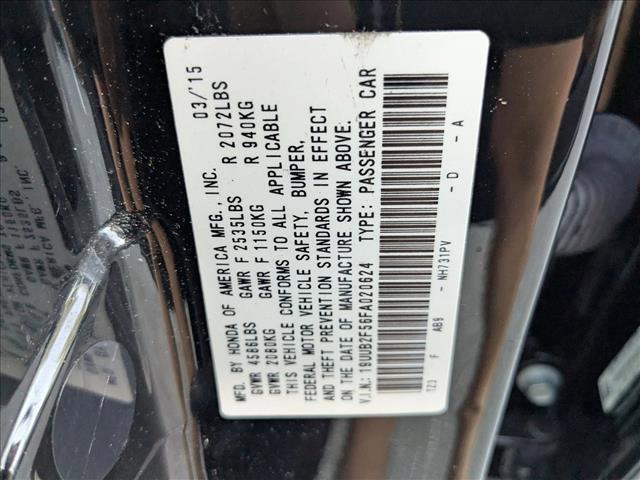 MFD. BY HONDA OF AMERICA MFG., INC. 03/'15
GVWR 4586LBS GAWR F 2535LBS R 2072LBS
GVWR 2080KG GAWR F 1150KG R 940KG
THIS VEHICLE CONFORMS TO ALL APPLICABLE
FEDERAL MOTOR VEHICLE SAFETY, BUMPER,
AND THEFT PREVENTION STANDARDS IN EFFECT
ON THE DATE OF MANUFACTURE SHOWN ABOVE.
V.I.N.: 19UUB2F56FA020624 TYPE: PASSENGER CAR
TZ3 F AB9 - NH731PV - D - A